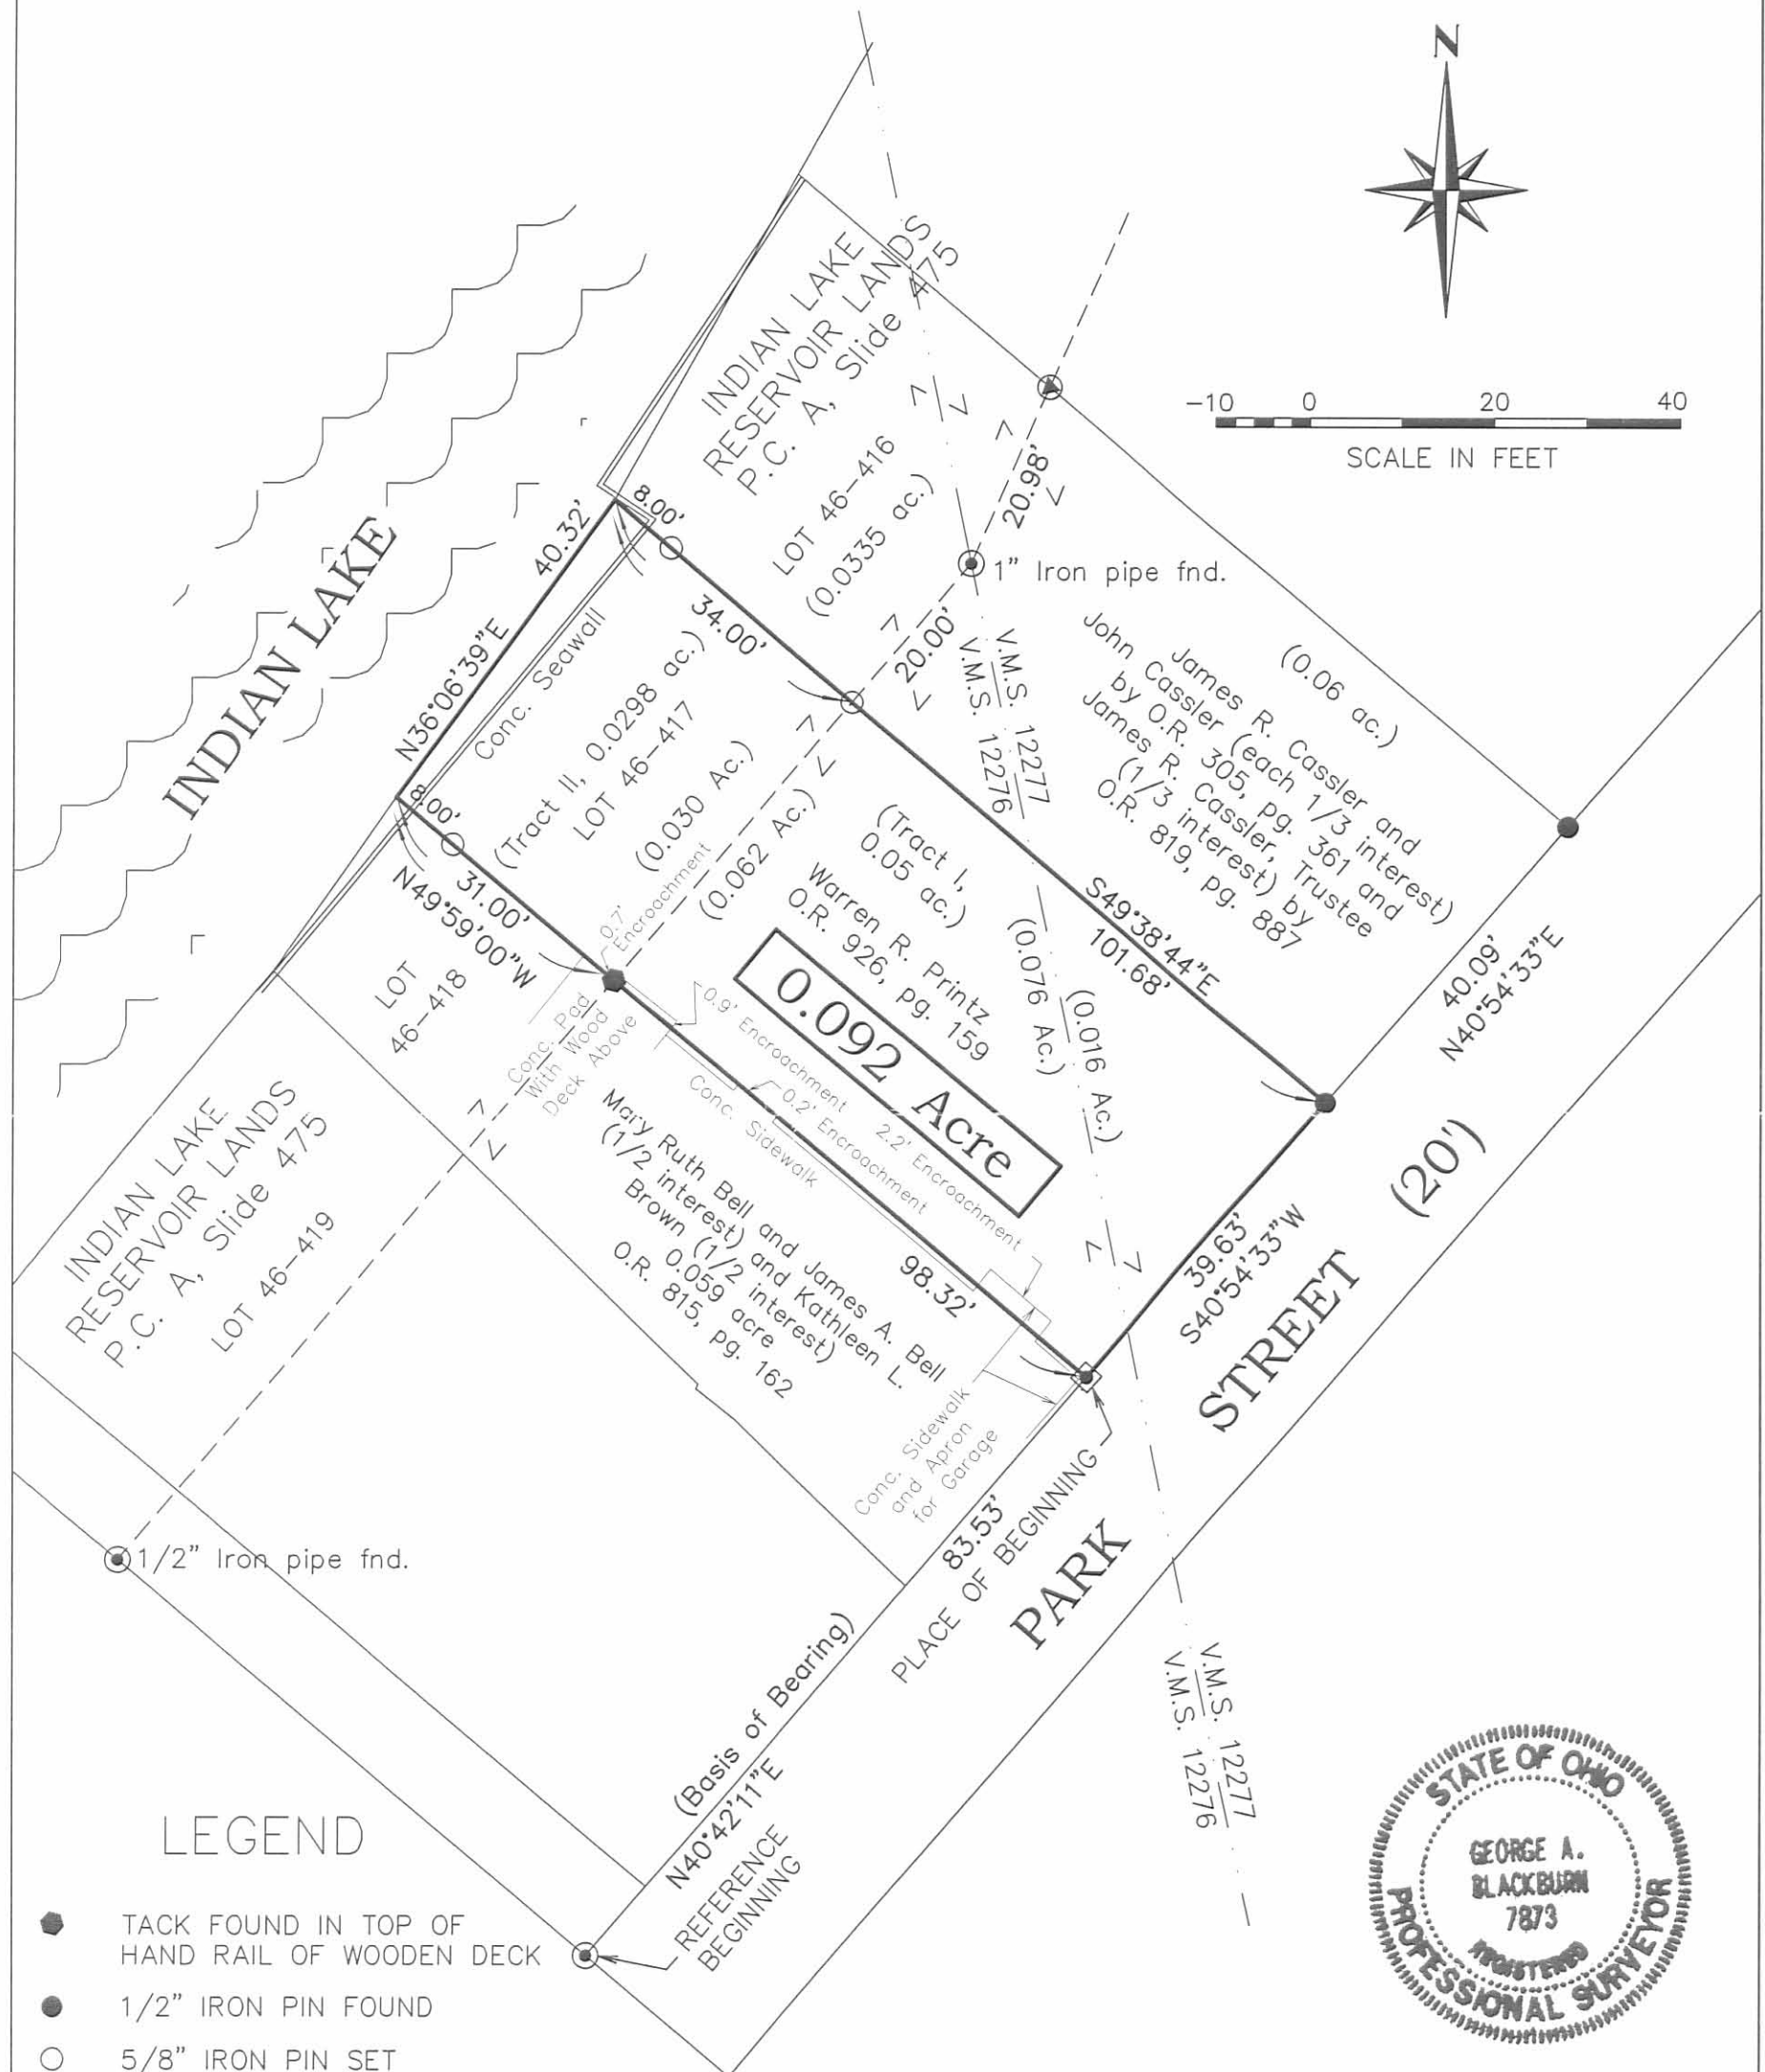 N
-10 0 20 40
SCALE IN FEET
INDIAN LAKE
RESERVOIR LANDS
P.C. A, Slide 475
LOT 46-416
(0.0335 ac.)
20.98'
1" Iron pipe fnd.
20.00'
8.00'
34.00'
40.32'
N36°06'39"E
INDIAN LAKE
Conc. Seawall
(Tract II, 0.0298 ac.)
LOT 46-417
(0.030 Ac.)
(0.062 Ac.)
V.M.S. 12277
V.M.S. 12276
(0.06 ac.)
James R. Cassler and
John Cassler (each 1/3 interest)
by O.R. 305, pg. 361 and
James R. Cassler, Trustee
(1/3 interest) by
O.R. 819, pg. 887
S49°38'44"E
101.68'
40.09'
N40°54'33"E
(Tract I,
0.05 ac.)
Warren R. Printz
O.R. 926, pg. 159
0.092 Acre
(0.076 Ac.)
(0.016 Ac.)
8.00'
31.00'
N49°59'00"W
0.7'
Encroachment
LOT
46-418
Conc. Pad
With Wood
Deck Above
0.9' Encroachment
0.2' Encroachment
2.2' Encroachment
Conc. Sidewalk
98.32'
Mary Ruth Bell and James A. Bell
(1/2 interest) and Kathleen L.
Brown (1/2 interest)
0.059 acre
O.R. 815, pg. 162
39.63'
S40°54'33"W
PARK STREET (20')
INDIAN LAKE
RESERVOIR LANDS
P.C. A, Slide 475
LOT 46-419
Conc. Sidewalk
and Apron
for Garage
83.53'
PLACE OF BEGINNING
1/2" Iron pipe fnd.
(Basis of Bearing)
N40°42'11"E
REFERENCE
BEGINNING
V.M.S. 12277
V.M.S. 12276
LEGEND
TACK FOUND IN TOP OF
HAND RAIL OF WOODEN DECK
1/2" IRON PIN FOUND
5/8" IRON PIN SET
STATE OF OHIO
GEORGE A.
BLACKBURN
7873
REGISTERED
PROFESSIONAL SURVEYOR